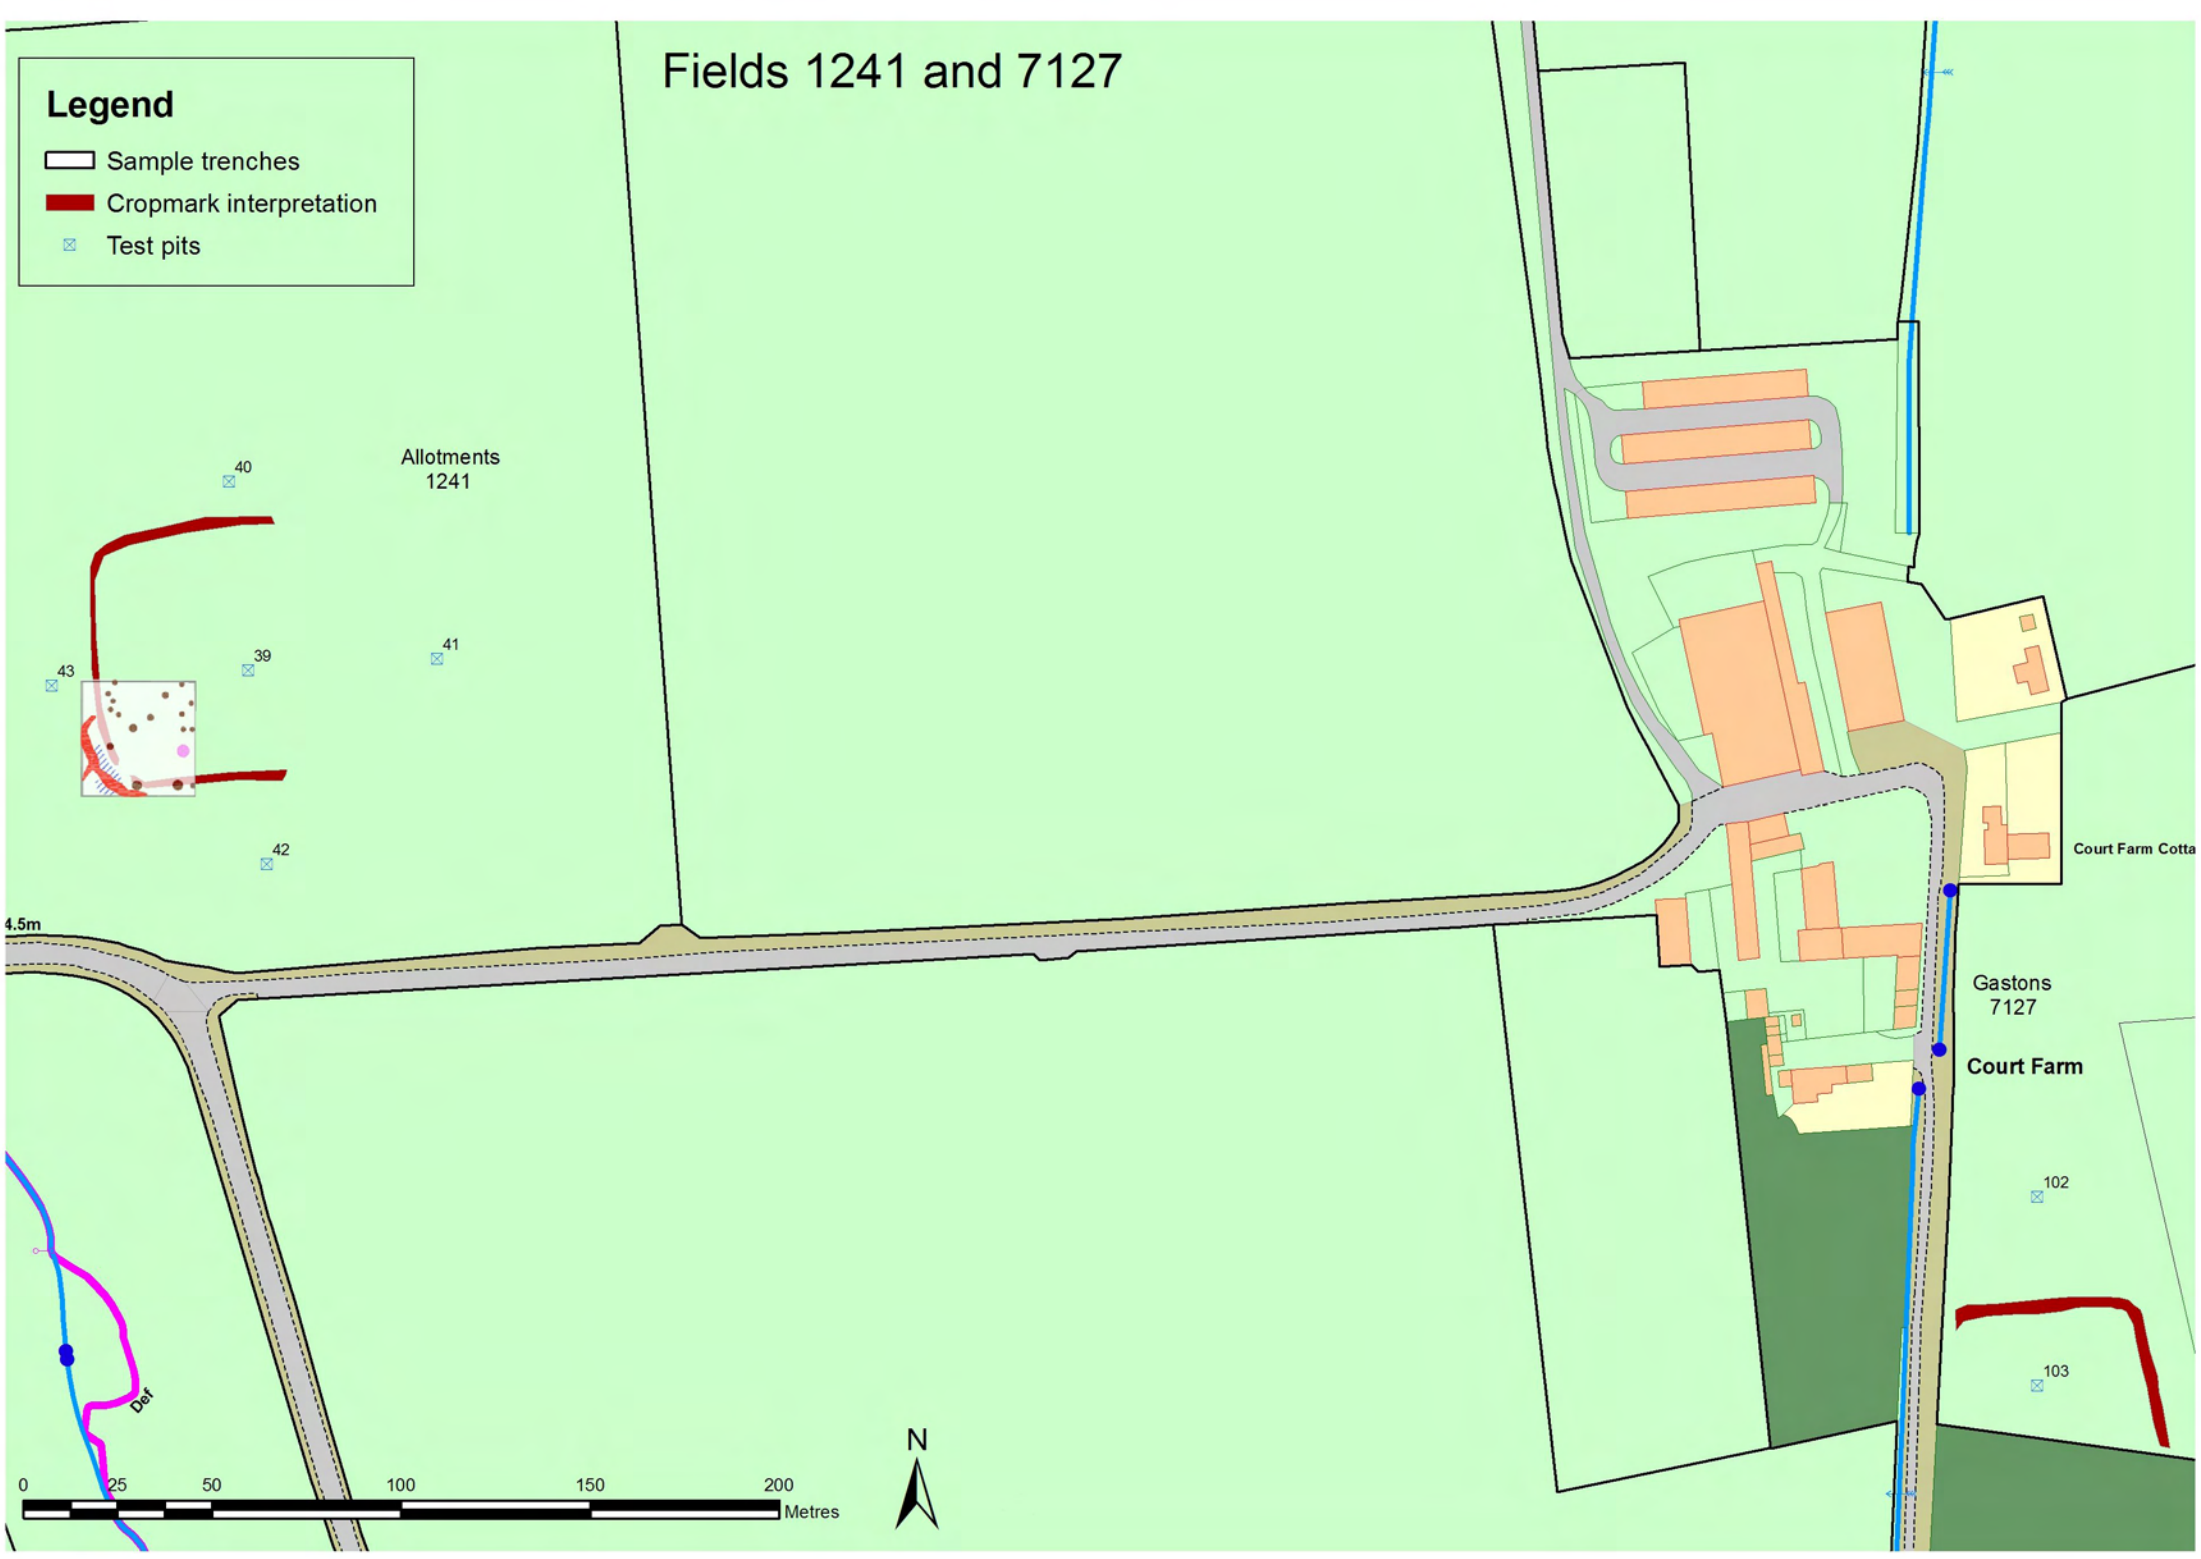 Fields 1241 and 7127
Legend
Sample trenches
Cropmark interpretation
Test pits
40
Allotments
1241
43
39
41
42
4.5m
Court Farm Cotta
Gastons
7127
Court Farm
102
103
Def
N
0 25 50 100 150 200
Metres